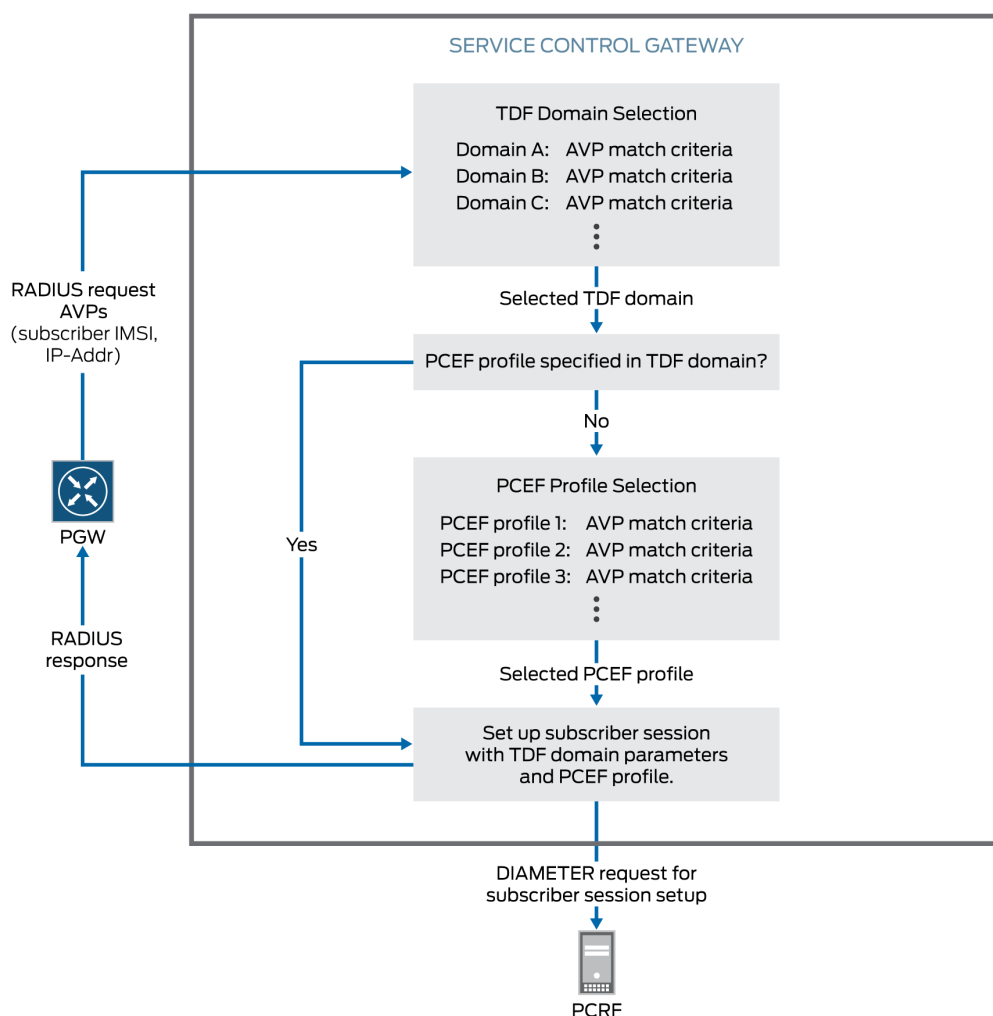 SERVICE CONTROL GATEWAY
TDF Domain Selection
Domain A: AVP match criteria
Domain B: AVP match criteria
Domain C: AVP match criteria
RADIUS request
AVPs
(subscriber IMSI,
IP-Addr)
Selected TDF domain
PCEF profile specified in TDF domain?
No
PCEF Profile Selection
PCEF profile 1: AVP match criteria
PCEF profile 2: AVP match criteria
PCEF profile 3: AVP match criteria
PGW
Yes
RADIUS
response
Selected PCEF profile
Set up subscriber session
with TDF domain parameters
and PCEF profile.
DIAMETER request for
subscriber session setup
PCRF